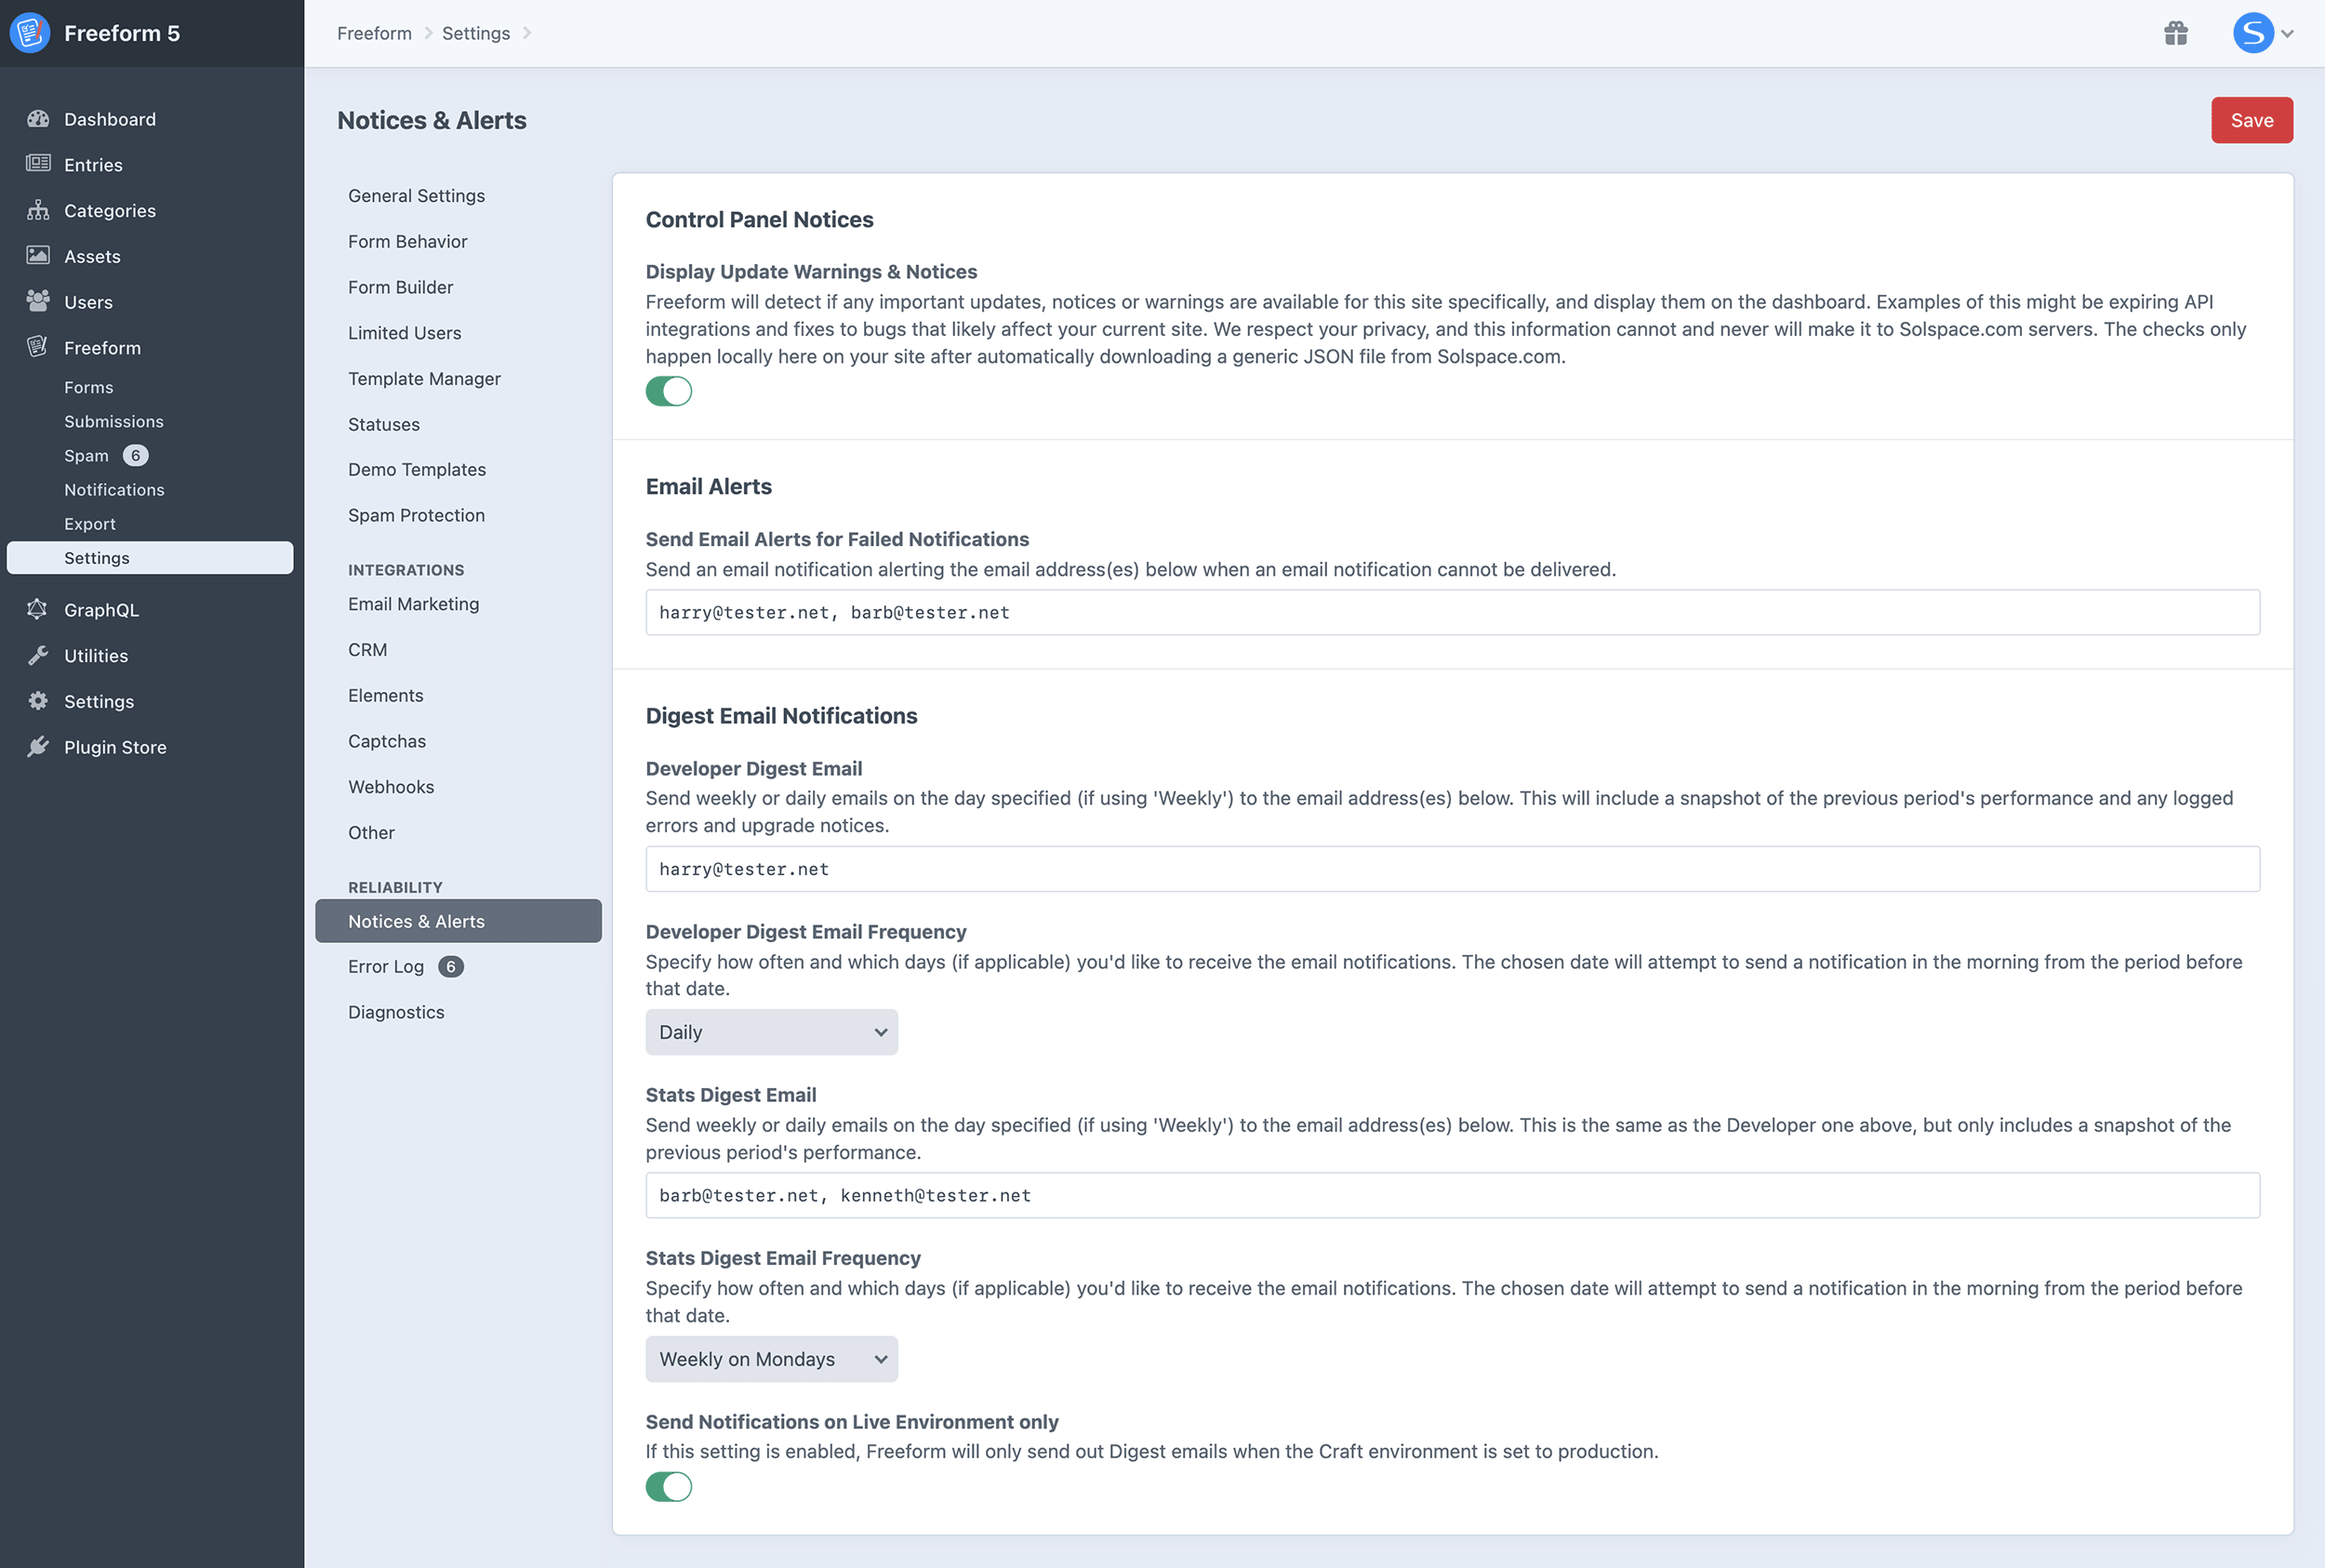 Freeform 5
Freeform
Settings
S
Dashboard
Entries
Categories
Assets
Users
Freeform
Forms
Submissions
Spam 6
Notifications
Export
Settings
GraphQL
Utilities
Settings
Plugin Store
Notices & Alerts
Save
General Settings
Form Behavior
Form Builder
Limited Users
Template Manager
Statuses
Demo Templates
Spam Protection
INTEGRATIONS
Email Marketing
CRM
Elements
Captchas
Webhooks
Other
RELIABILITY
Notices & Alerts
Error Log 6
Diagnostics
Control Panel Notices
Display Update Warnings & Notices
Freeform will detect if any important updates, notices or warnings are available for this site specifically, and display them on the dashboard. Examples of this might be expiring API
integrations and fixes to bugs that likely affect your current site. We respect your privacy, and this information cannot and never will make it to Solspace.com servers. The checks only
happen locally here on your site after automatically downloading a generic JSON file from Solspace.com.
Email Alerts
Send Email Alerts for Failed Notifications
Send an email notification alerting the email address(es) below when an email notification cannot be delivered.
harry@tester.net, barb@tester.net
Digest Email Notifications
Developer Digest Email
Send weekly or daily emails on the day specified (if using 'Weekly') to the email address(es) below. This will include a snapshot of the previous period's performance and any logged
errors and upgrade notices.
harry@tester.net
Developer Digest Email Frequency
Specify how often and which days (if applicable) you'd like to receive the email notifications. The chosen date will attempt to send a notification in the morning from the period before
that date.
Daily
Stats Digest Email
Send weekly or daily emails on the day specified (if using 'Weekly') to the email address(es) below. This is the same as the Developer one above, but only includes a snapshot of the
previous period's performance.
barb@tester.net, kenneth@tester.net
Stats Digest Email Frequency
Specify how often and which days (if applicable) you'd like to receive the email notifications. The chosen date will attempt to send a notification in the morning from the period before
that date.
Weekly on Mondays
Send Notifications on Live Environment only
If this setting is enabled, Freeform will only send out Digest emails when the Craft environment is set to production.